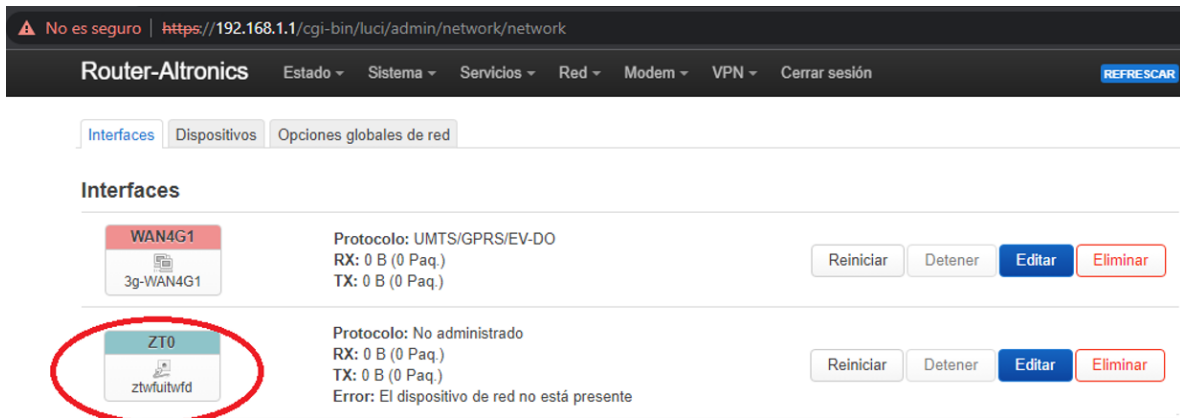 No es seguro | https://192.168.1.1/cgi-bin/luci/admin/network/network
Router-Altronics Estado Sistema Servicios Red Modem VPN Cerrar sesión REFRESCAR
Interfaces Dispositivos Opciones globales de red
Interfaces
WAN4G1
3g-WAN4G1
Protocolo: UMTS/GPRS/EV-DO
RX: 0 B (0 Paq.)
TX: 0 B (0 Paq.)
Reiniciar Detener Editar Eliminar
ZT0
ztwfuitwfd
Protocolo: No administrado
RX: 0 B (0 Paq.)
TX: 0 B (0 Paq.)
Error: El dispositivo de red no está presente
Reiniciar Detener Editar Eliminar